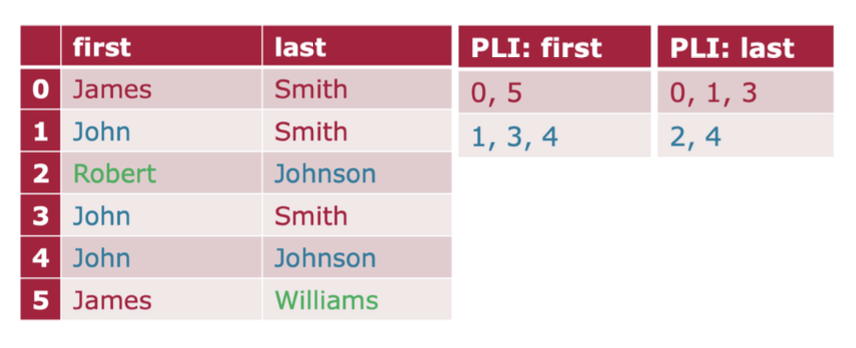 first last PLI: first PLI: last
0 James Smith 0, 5 0, 1, 3
1 John Smith 1, 3, 4 2, 4
2 Robert Johnson
3 John Smith
4 John Johnson
5 James Williams